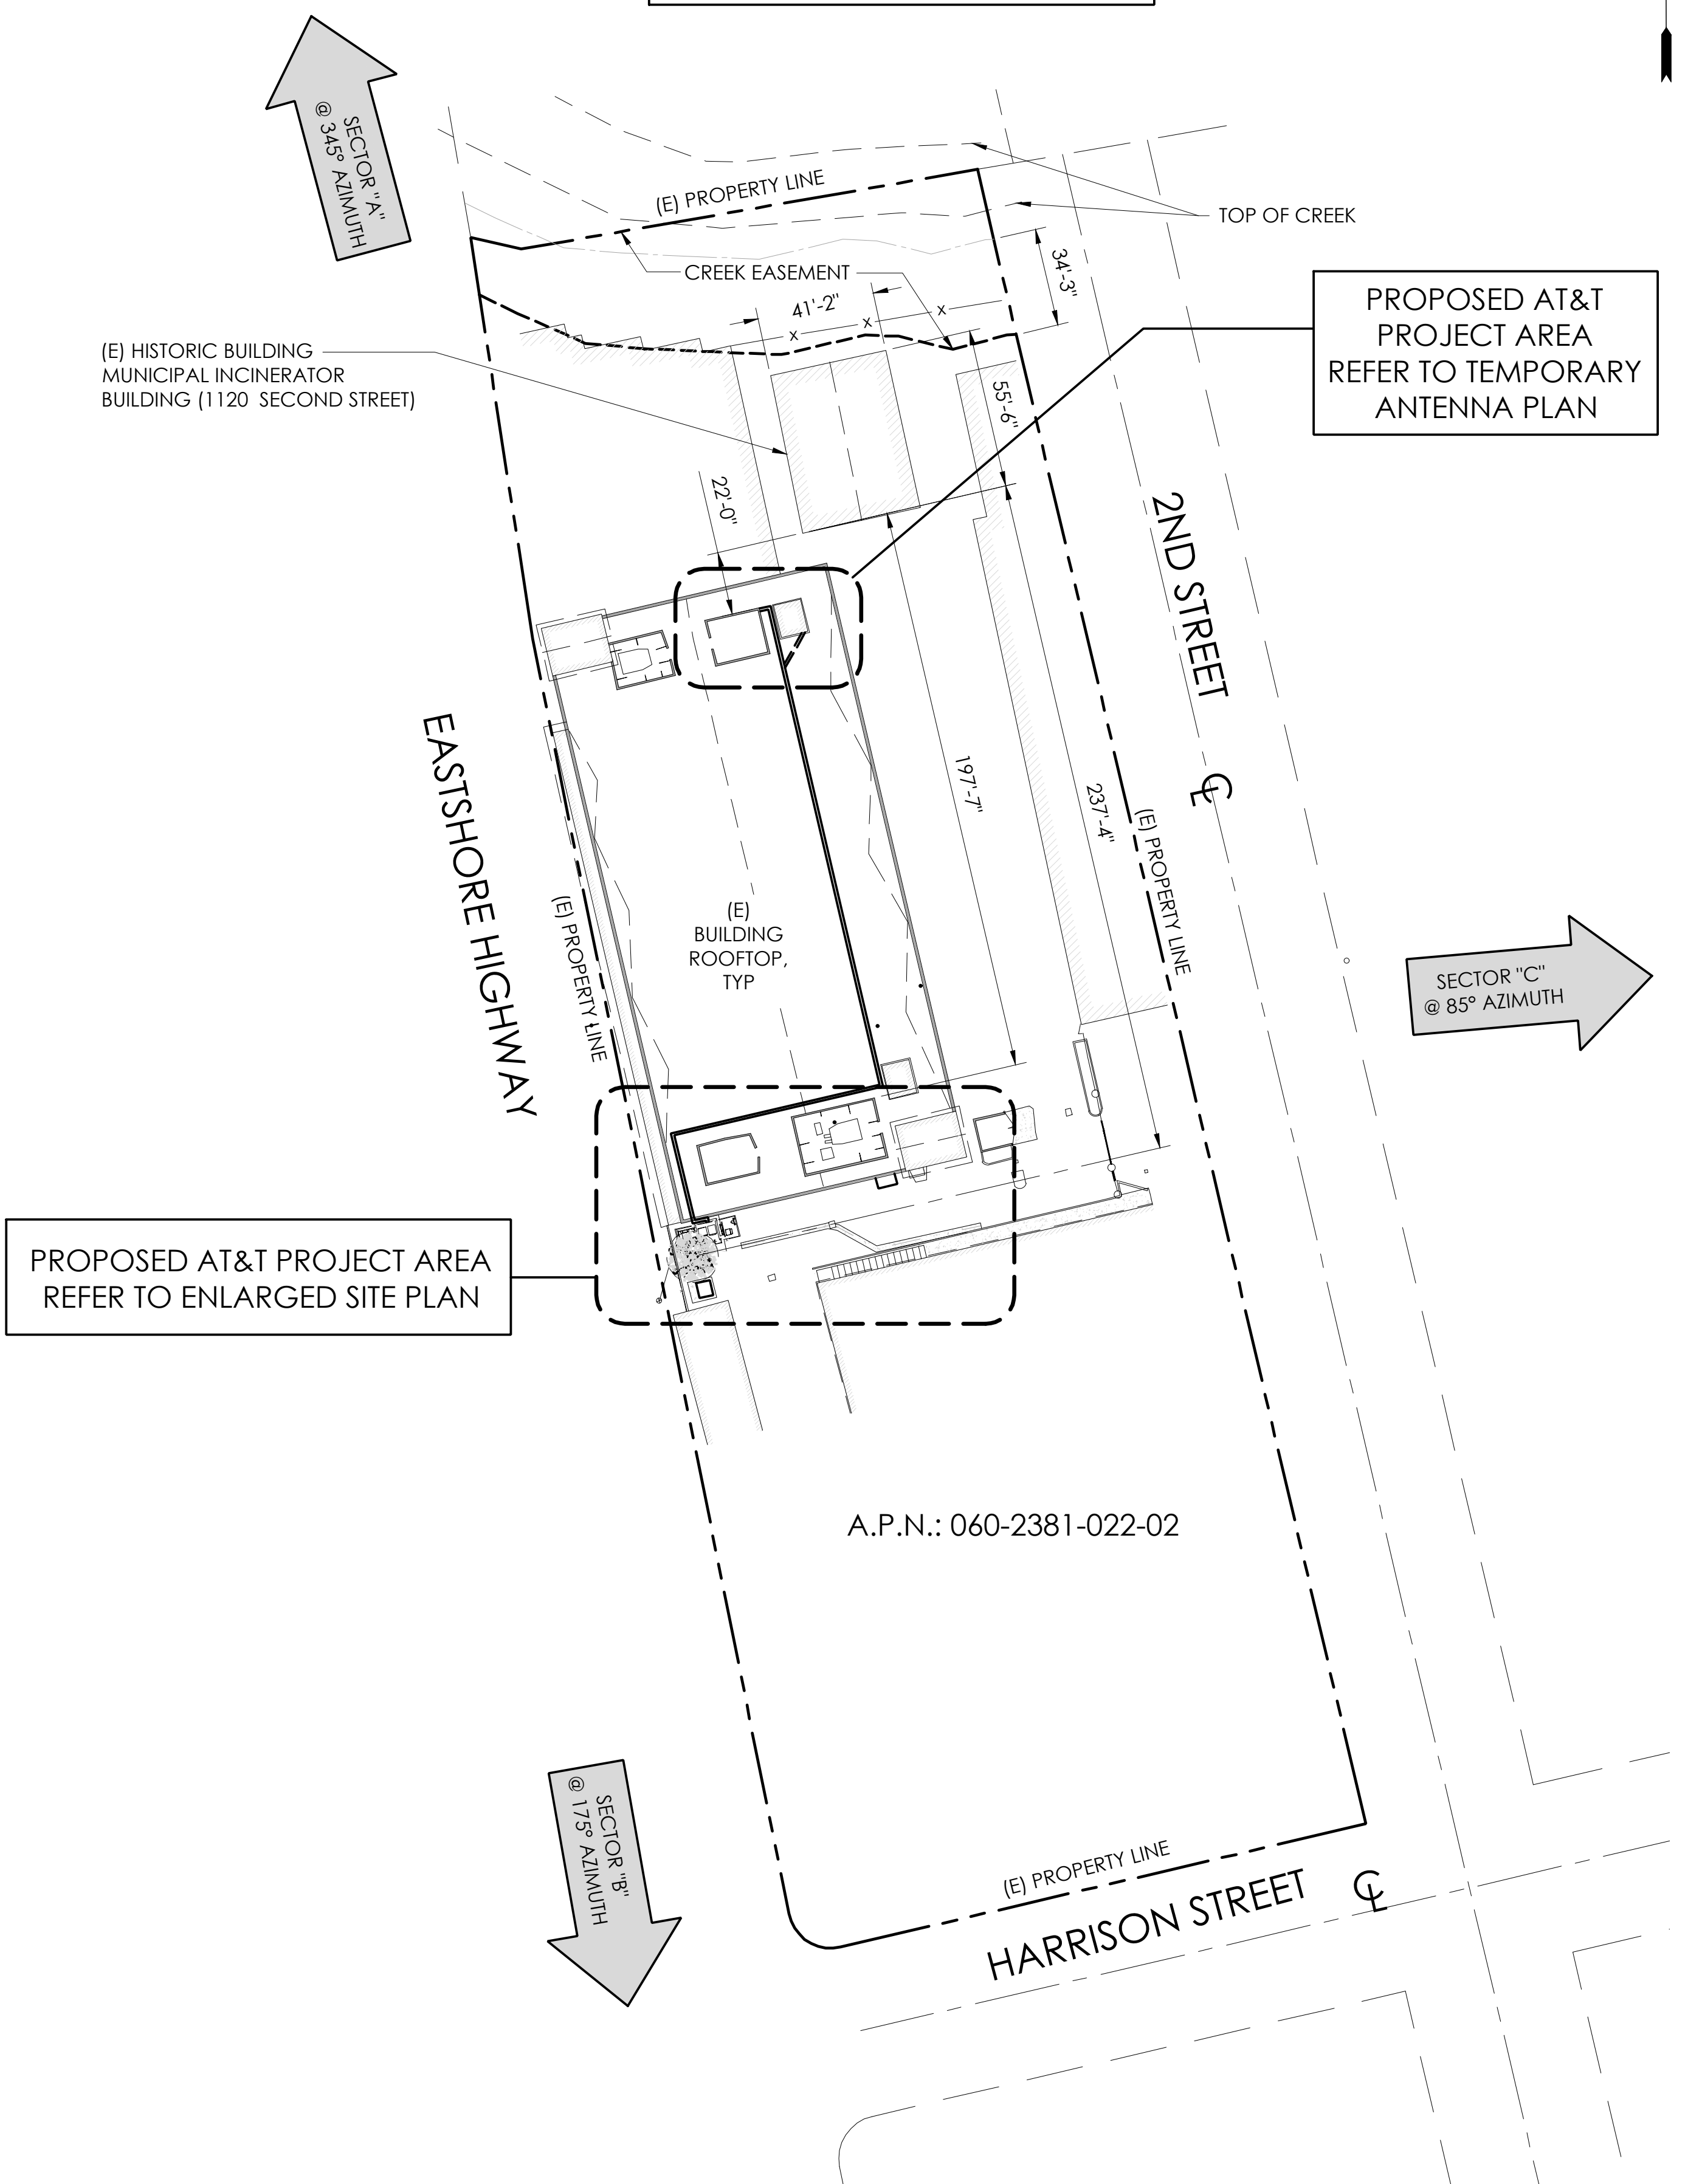 SECTOR "A"
@ 345° AZIMUTH
(E) PROPERTY LINE
TOP OF CREEK
CREEK EASEMENT
34'-3"
41'-2"
x
x
x
PROPOSED AT&T
PROJECT AREA
REFER TO TEMPORARY
ANTENNA PLAN
(E) HISTORIC BUILDING
MUNICIPAL INCINERATOR
BUILDING (1120 SECOND STREET)
55'-6"
22'-0"
2ND STREET
CL
EASTSHORE HIGHWAY
197'-7"
237'-4"
(E) PROPERTY LINE
(E) PROPERTY LINE
(E)
BUILDING
ROOFTOP,
TYP
SECTOR "C"
@ 85° AZIMUTH
PROPOSED AT&T PROJECT AREA
REFER TO ENLARGED SITE PLAN
A.P.N.: 060-2381-022-02
SECTOR "B"
@ 175° AZIMUTH
(E) PROPERTY LINE
HARRISON STREET
CL